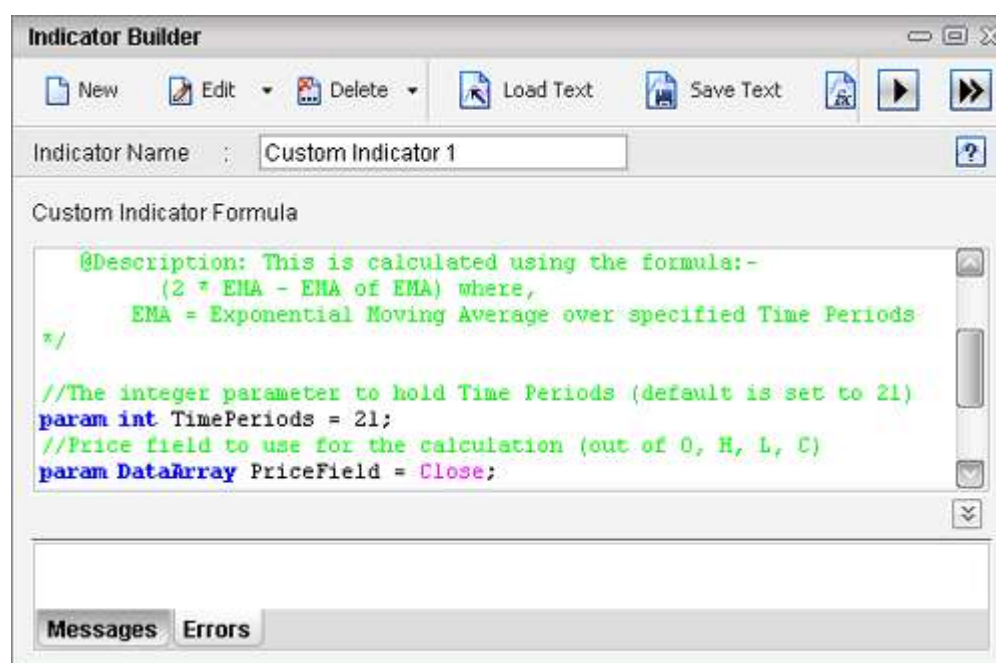 Indicator Builder
New Edit Delete Load Text Save Text fx
Indicator Name : Custom Indicator 1 ?
Custom Indicator Formula
@Description: This is calculated using the formula:-
(2 * EMA - EMA of EMA) where,
EMA = Exponential Moving Average over specified Time Periods
*/
//The integer parameter to hold Time Periods (default is set to 21)
param int TimePeriods = 21;
//Price field to use for the calculation (out of O, H, L, C)
param DataArray PriceField = Close;
Messages Errors